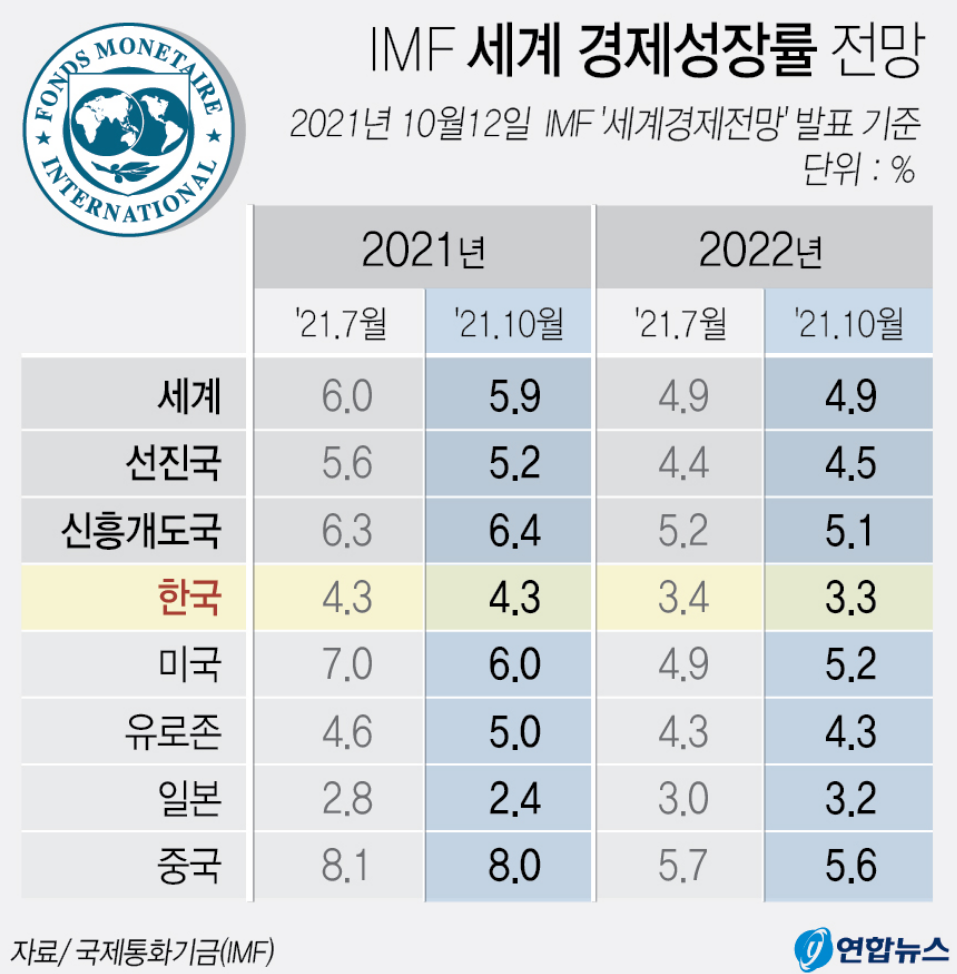 FONDS MONETAIRE
INTERNATIONAL
IMF 세계 경제성장률 전망
2021년 10월12일 IMF '세계경제전망' 발표 기준
단위 : %
2021년 2022년
'21.7월 '21.10월 '21.7월 '21.10월
세계 6.0 5.9 4.9 4.9
선진국 5.6 5.2 4.4 4.5
신흥개도국 6.3 6.4 5.2 5.1
한국 4.3 4.3 3.4 3.3
미국 7.0 6.0 4.9 5.2
유로존 4.6 5.0 4.3 4.3
일본 2.8 2.4 3.0 3.2
중국 8.1 8.0 5.7 5.6
자료/ 국제통화기금(IMF)
연합뉴스